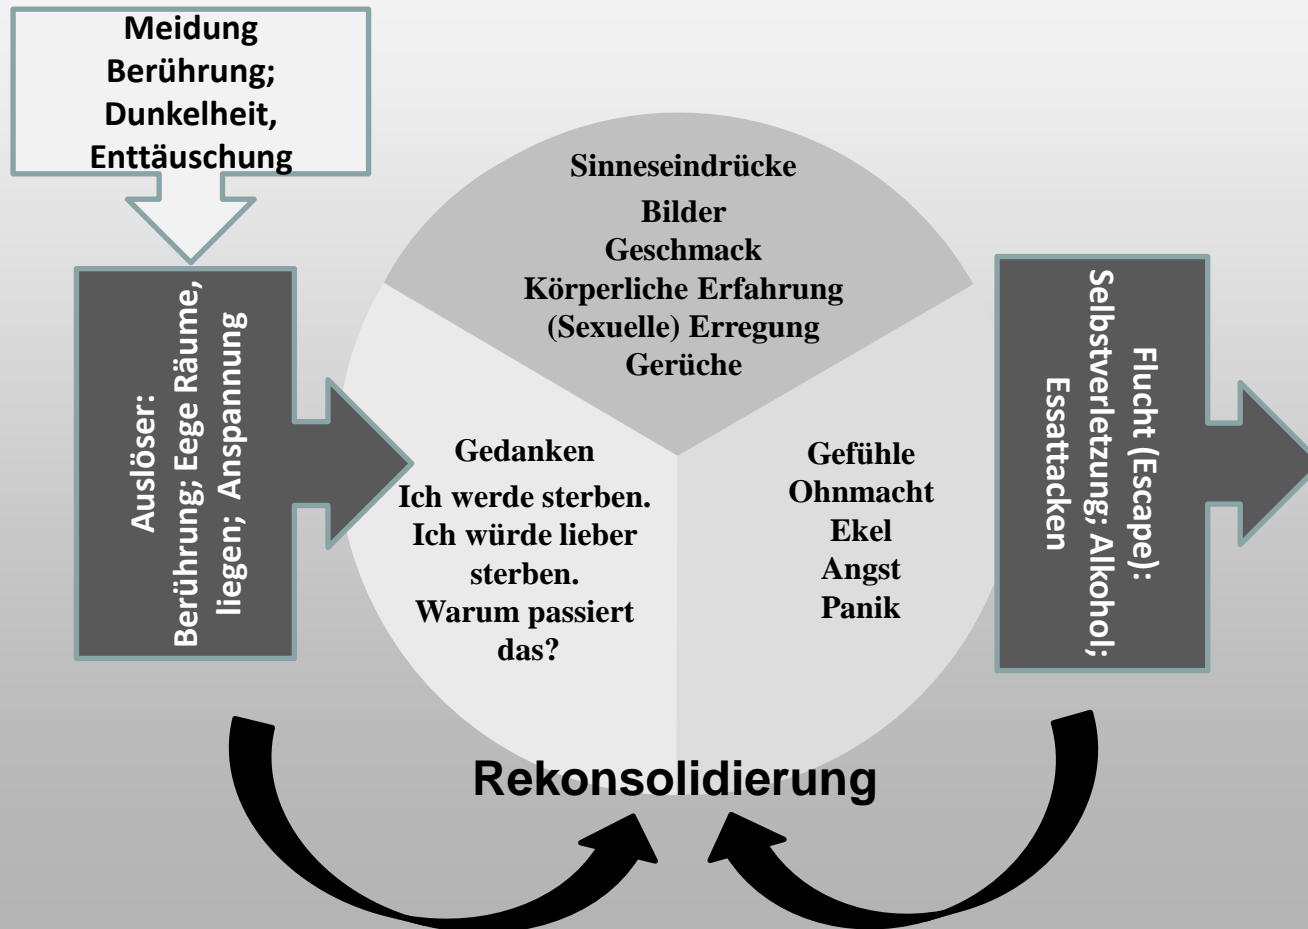 Meidung
Berührung;
Dunkelheit,
Enttäuschung
Auslöser:
Berührung; Eege Räume,
liegen; Anspannung
Sinneseindrücke
Bilder
Geschmack
Körperliche Erfahrung
(Sexuelle) Erregung
Gerüche
Gedanken
Ich werde sterben.
Ich würde lieber
sterben.
Warum passiert
das?
Gefühle
Ohnmacht
Ekel
Angst
Panik
Flucht (Escape):
Selbstverletzung; Alkohol;
Essattacken
Rekonsolidierung